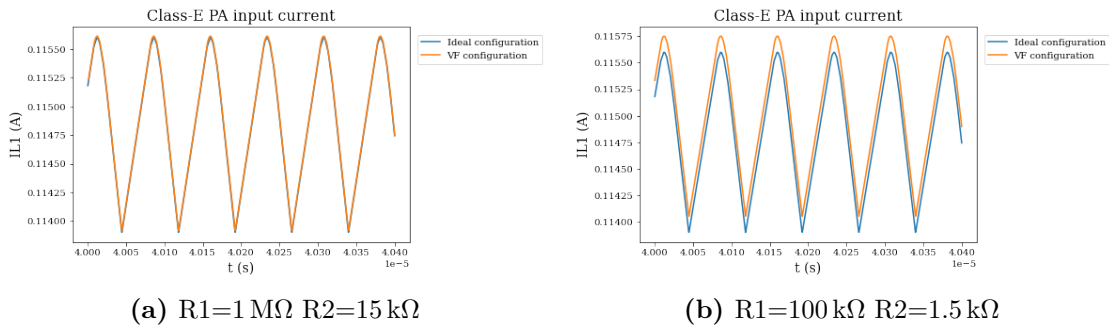 Class-E PA input current
Ideal configuration
VF configuration
0.11550
0.11525
0.11500
0.11475
0.11450
0.11425
0.11400
IL1 (A)
4.000 4.005 4.010 4.015 4.020 4.025 4.030 4.035 4.040
1e−5
t (s)
(a) R1=1 MΩ R2=15 kΩ
Class-E PA input current
Ideal configuration
VF configuration
0.11575
0.11550
0.11525
0.11500
0.11475
0.11450
0.11425
0.11400
IL1 (A)
4.000 4.005 4.010 4.015 4.020 4.025 4.030 4.035 4.040
1e−5
t (s)
(b) R1=100 kΩ R2=1.5 kΩ